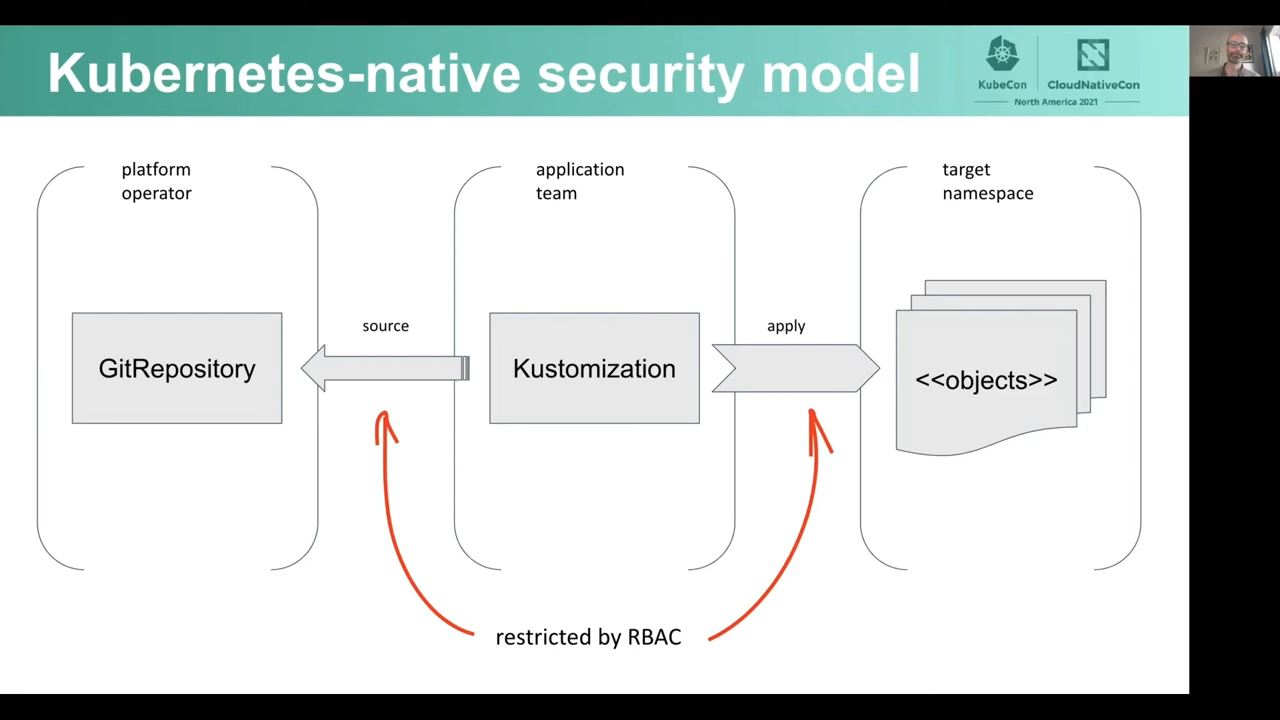 Kubernetes-native security model
KubeCon
CloudNativeCon
North America 2021
platform
operator
application
team
target
namespace
source
apply
GitRepository
Kustomization
<<objects>>
restricted by RBAC